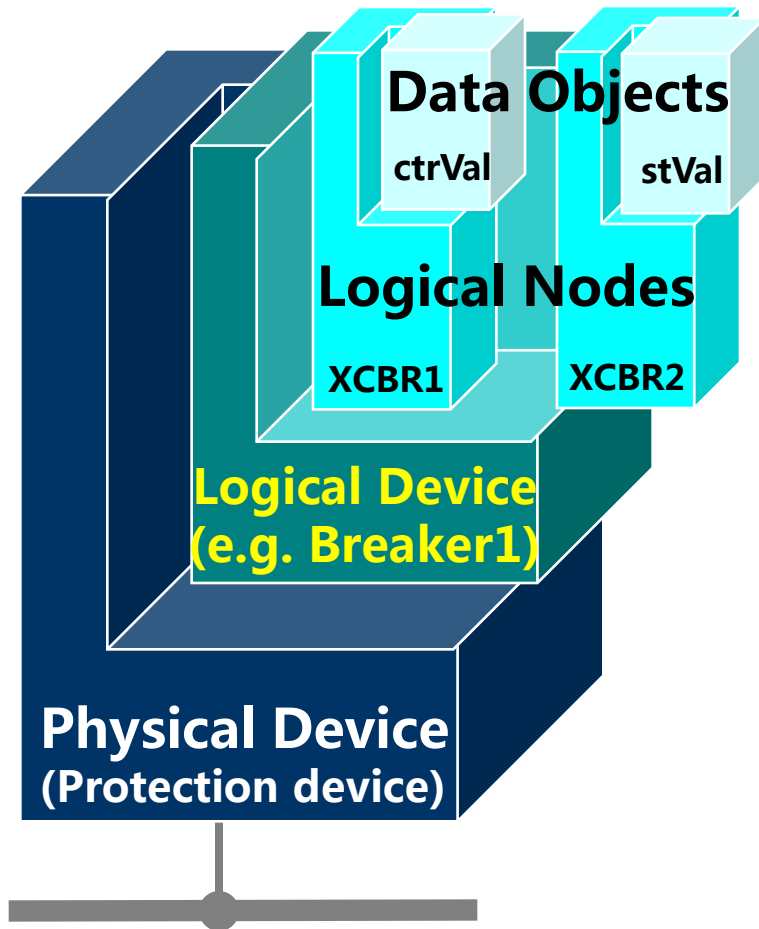 Data Objects
ctrVal
stVal
Logical Nodes
XCBR1
XCBR2
Logical Device
(e.g. Breaker1)
Physical Device
(Protection device)